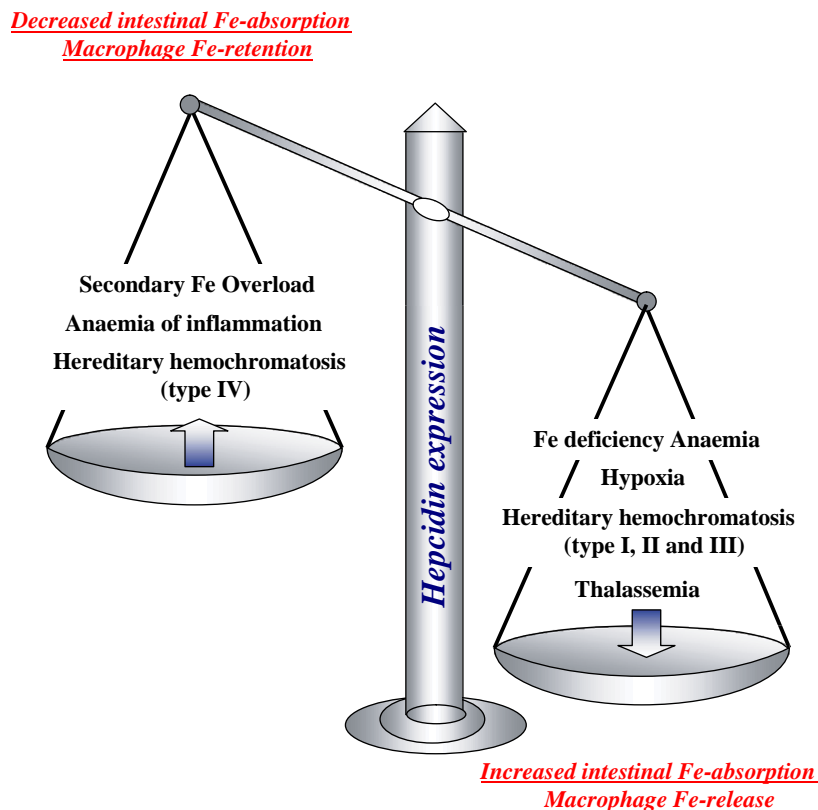 Decreased intestinal Fe-absorption
Macrophage Fe-retention
Secondary Fe Overload
Anaemia of inflammation
Hereditary hemochromatosis
(type IV)
Hepcidin expression
Fe deficiency Anaemia
Hypoxia
Hereditary hemochromatosis
(type I, II and III)
Thalassemia
Increased intestinal Fe-absorption
Macrophage Fe-release